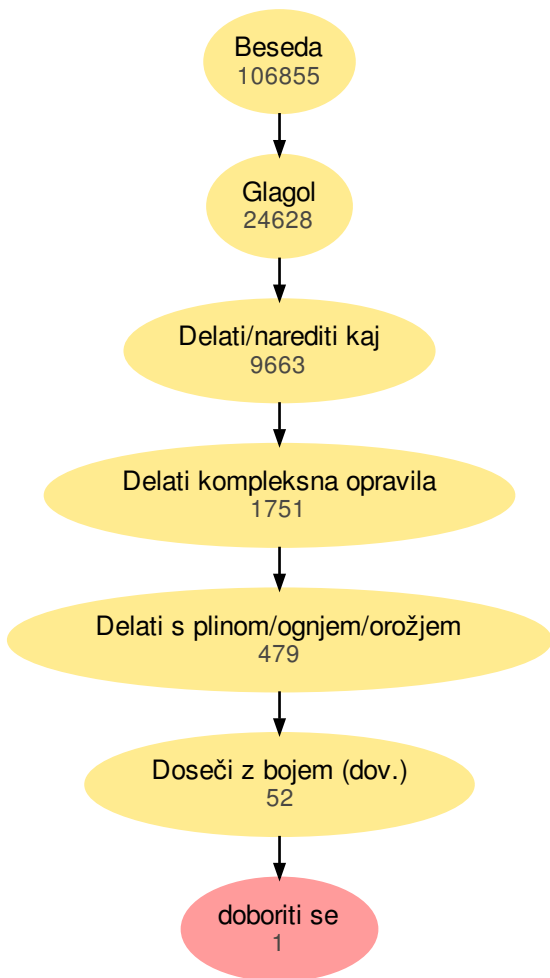 Beseda
106855
Glagol
24628
Delati/narediti kaj
9663
Delati kompleksna opravila
1751
Delati s plinom/ognjem/orožjem
479
Doseči z bojem (dov.)
52
doboriti se
1